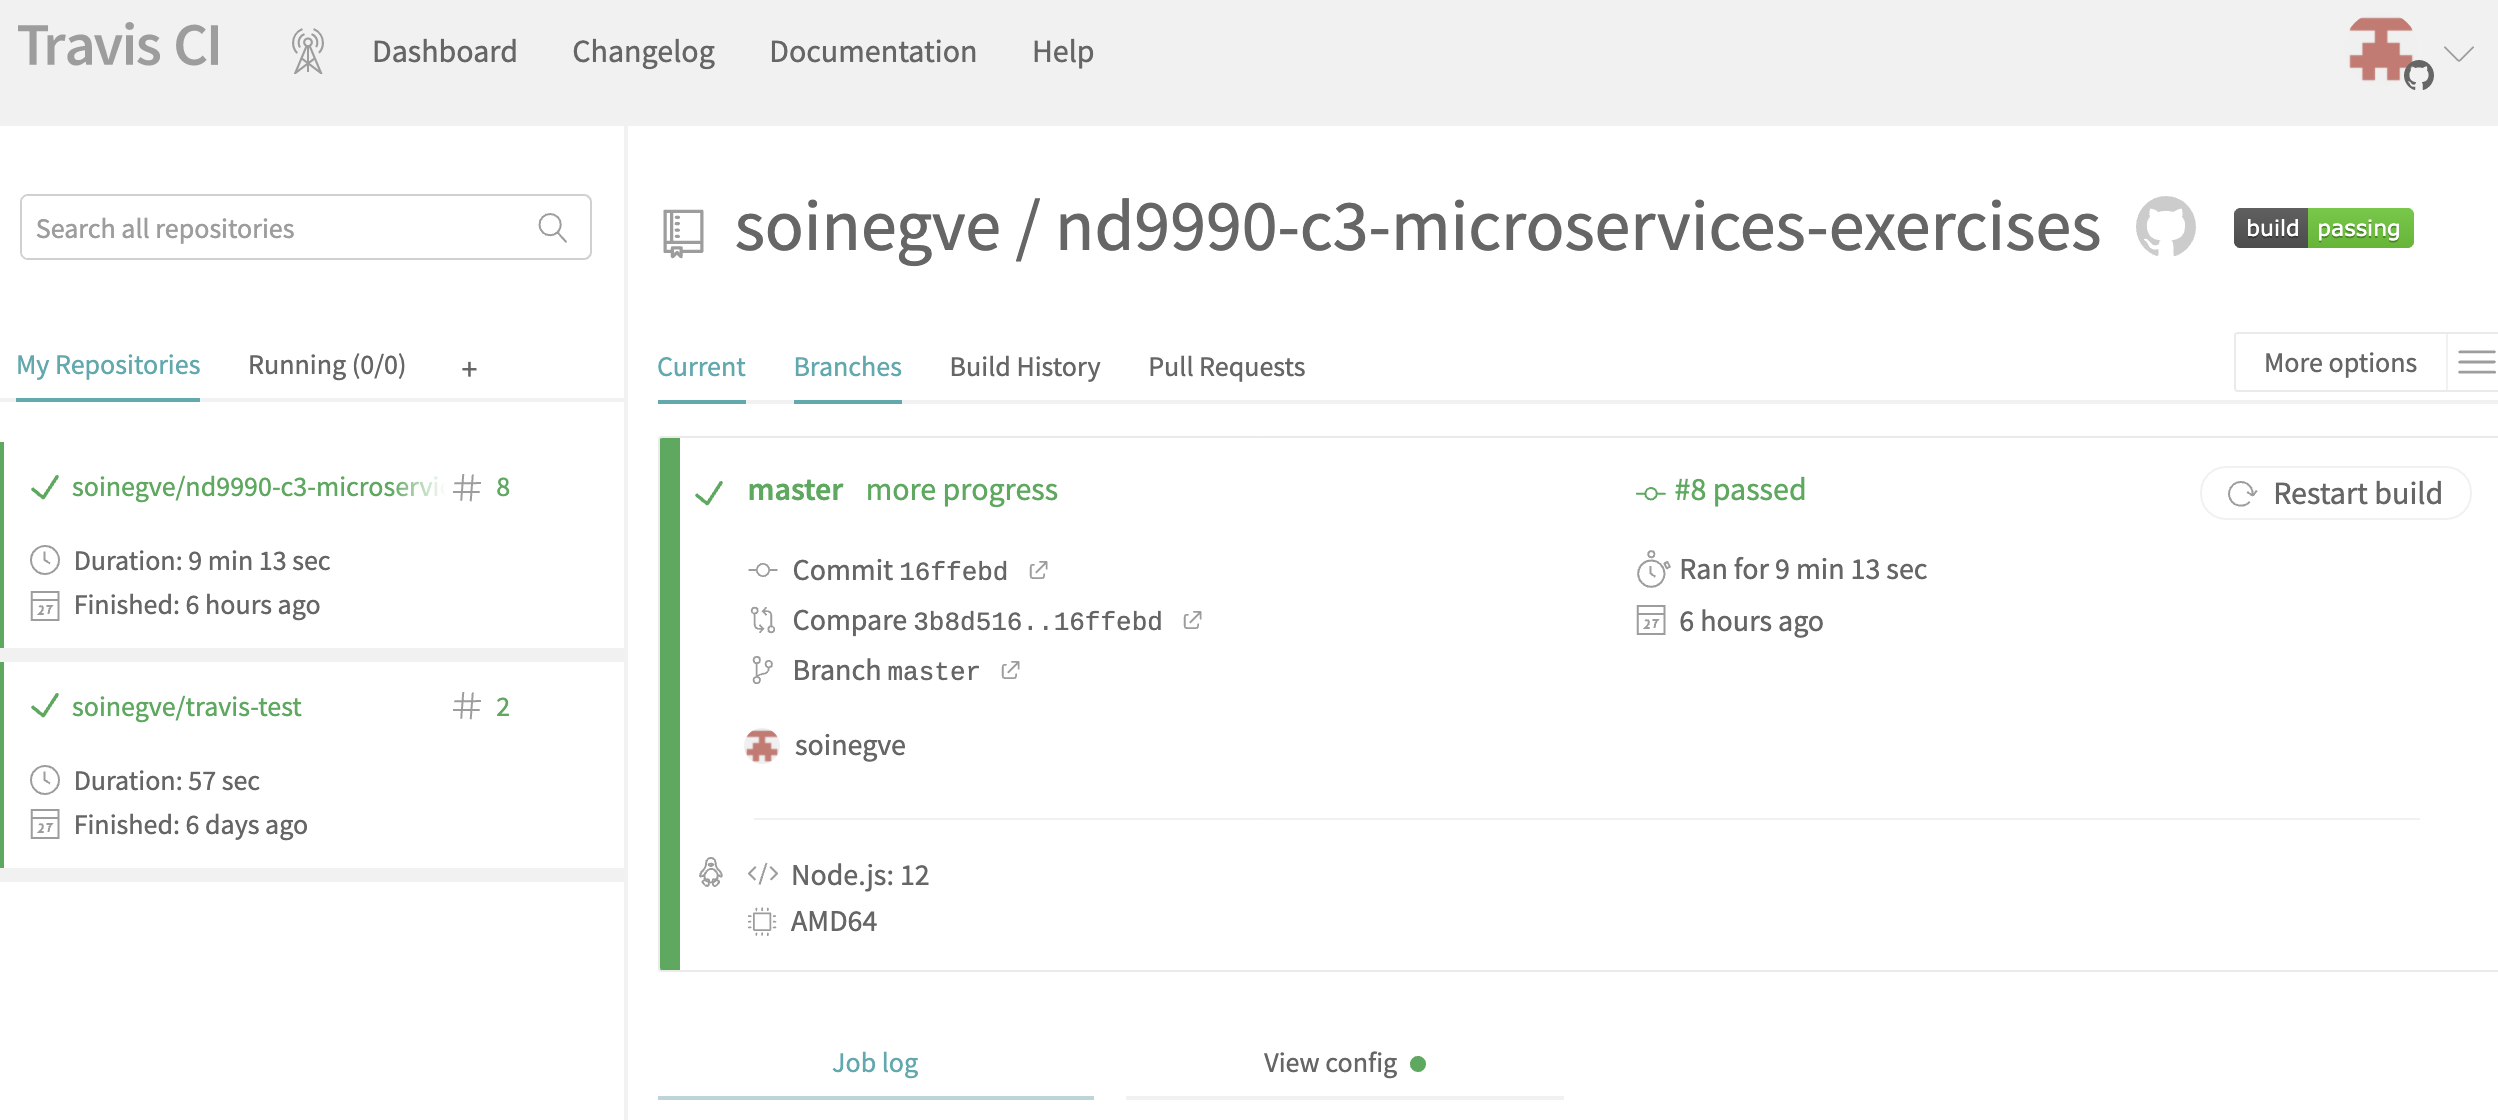 Travis CI
Dashboard
Changelog
Documentation
Help
Search all repositories
My Repositories
Running (0/0)
+
soinegve/nd9990-c3-microservi
# 8
Duration: 9 min 13 sec
27
Finished: 6 hours ago
soinegve/travis-test
# 2
Duration: 57 sec
27
Finished: 6 days ago
soinegve / nd9990-c3-microservices-exercises
build passing
Current
Branches
Build History
Pull Requests
More options
master more progress
#8 passed
Restart build
Commit 16ffebd
Ran for 9 min 13 sec
Compare 3b8d516..16ffebd
27
6 hours ago
Branch master
soinegve
</> Node.js: 12
AMD64
Job log
View config